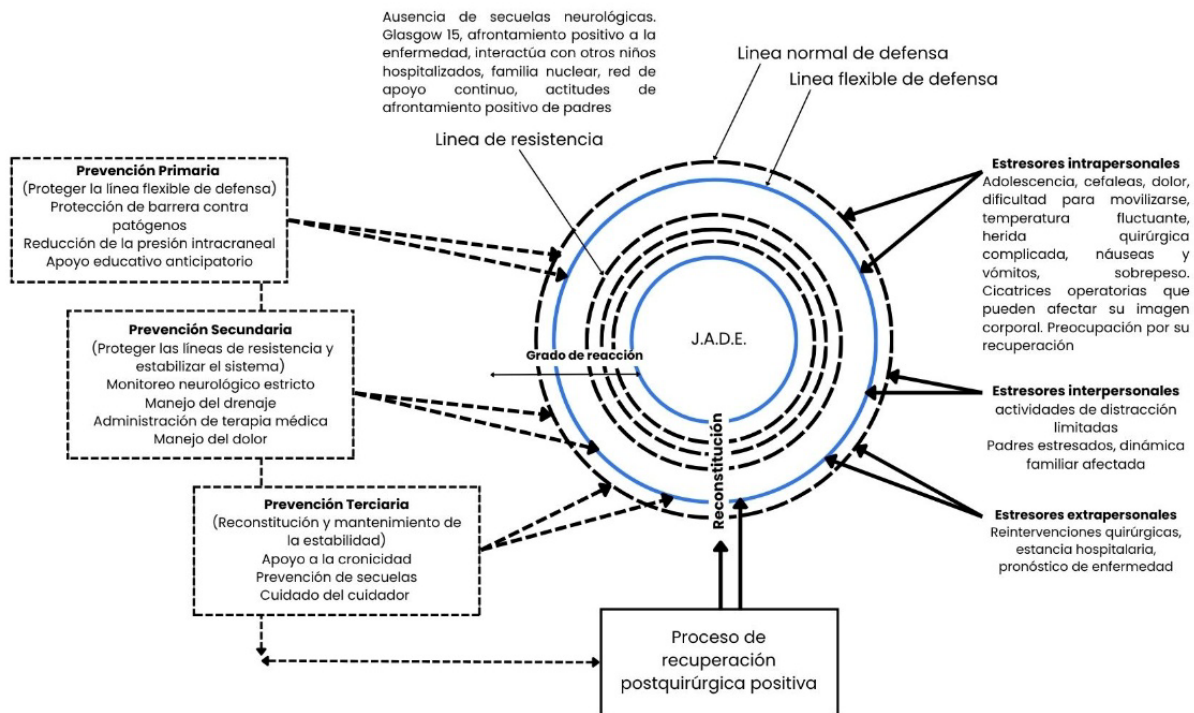 Ausencia de secuelas neurológicas.
Glasgow 15, afrontamiento positivo a la
enfermedad, interactúa con otros niños
hospitalizados, familia nuclear, red de
apoyo continuo, actitudes de
afrontamiento positivo de padres
Linea de resistencia
Linea normal de defensa
Linea flexible de defensa
Prevención Primaria
(Proteger la línea flexible de defensa)
Protección de barrera contra
patógenos
Reducción de la presión intracraneal
Apoyo educativo anticipatorio
Prevención Secundaria
(Proteger las líneas de resistencia y
estabilizar el sistema)
Monitoreo neurológico estricto
Manejo del drenaje
Administración de terapia médica
Manejo del dolor
Prevención Terciaria
(Reconstitución y mantenimiento de
la estabilidad)
Apoyo a la cronicidad
Prevención de secuelas
Cuidado del cuidador
Grado de reacción
J.A.D.E.
Reconstitución
Proceso de
recuperación
postquirúrgica positiva
Estresores intrapersonales
Adolescencia, cefaleas, dolor,
dificultad para movilizarse,
temperatura fluctuante,
herida quirúrgica
complicada, náuseas y
vómitos, sobrepeso.
Cicatrices operatorias que
pueden afectar su imagen
corporal. Preocupación por su
recuperación
Estresores interpersonales
actividades de distracción
limitadas
Padres estresados, dinámica
familiar afectada
Estresores extrapersonales
Reintervenciones quirúrgicas,
estancia hospitalaria,
pronóstico de enfermedad